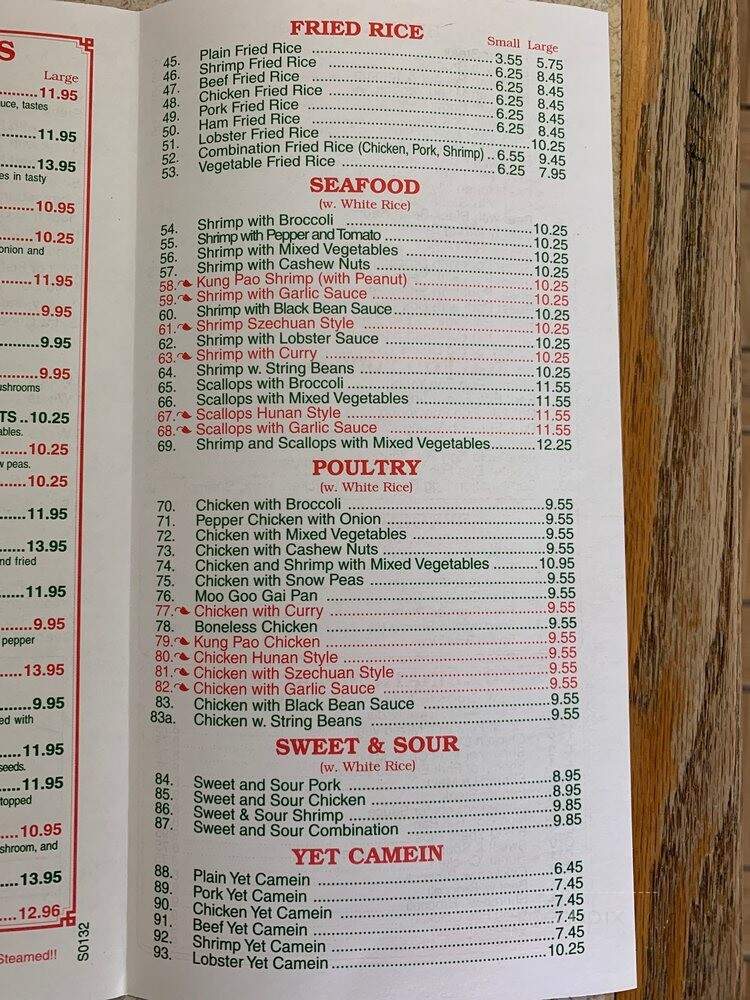 S
Large
11.95
uce, tastes
11.95
13.95
es in tasty
10.95
10.25
onion and
11.95
9.95
9.95
9.95
ushrooms
TS ..10.25
ables.
10.25
w peas.
10.25
11.95
13.95
nd fried
11.95
9.95
pepper
13.95
9.95
ed with
11.95
seeds.
11.95
topped
10.95
shroom, and
13.95
12.96
Steamed!!
S0132
FRIED RICE
Small Large
45. Plain Fried Rice 3.55 5.75
46. Shrimp Fried Rice 6.25 8.45
47. Beef Fried Rice 6.25 8.45
48. Chicken Fried Rice 6.25 8.45
49. Pork Fried Rice 6.25 8.45
50. Ham Fried Rice 6.25 8.45
51. Lobster Fried Rice 10.25
52. Combination Fried Rice (Chicken, Pork, Shrimp) .. 6.55 9.45
53. Vegetable Fried Rice 6.25 7.95
SEAFOOD
(w. White Rice)
54. Shrimp with Broccoli 10.25
55. Shrimp with Pepper and Tomato 10.25
56. Shrimp with Mixed Vegetables 10.25
57. Shrimp with Cashew Nuts 10.25
58. Kung Pao Shrimp (with Peanut) 10.25
59. Shrimp with Garlic Sauce 10.25
60. Shrimp with Black Bean Sauce 10.25
61. Shrimp Szechuan Style 10.25
62. Shrimp with Lobster Sauce 10.25
63. Shrimp with Curry 10.25
64. Shrimp w. String Beans 10.25
65. Scallops with Broccoli 11.55
66. Scallops with Mixed Vegetables 11.55
67. Scallops Hunan Style 11.55
68. Scallops with Garlic Sauce 11.55
69. Shrimp and Scallops with Mixed Vegetables 12.25
POULTRY
(w. White Rice)
70. Chicken with Broccoli 9.55
71. Pepper Chicken with Onion 9.55
72. Chicken with Mixed Vegetables 9.55
73. Chicken with Cashew Nuts 9.55
74. Chicken and Shrimp with Mixed Vegetables 10.95
75. Chicken with Snow Peas 9.55
76. Moo Goo Gai Pan 9.55
77. Chicken with Curry 9.55
78. Boneless Chicken 9.55
79. Kung Pao Chicken 9.55
80. Chicken Hunan Style 9.55
81. Chicken with Szechuan Style 9.55
82. Chicken with Garlic Sauce 9.55
83. Chicken with Black Bean Sauce 9.55
83a. Chicken w. String Beans 9.55
SWEET & SOUR
(w. White Rice)
84. Sweet and Sour Pork 8.95
85. Sweet and Sour Chicken 8.95
86. Sweet & Sour Shrimp 9.85
87. Sweet and Sour Combination 9.85
YET CAMEIN
88. Plain Yet Camein 6.45
89. Pork Yet Camein 7.45
90. Chicken Yet Camein 7.45
91. Beef Yet Camein 7.45
92. Shrimp Yet Camein 7.45
93. Lobster Yet Camein 10.25